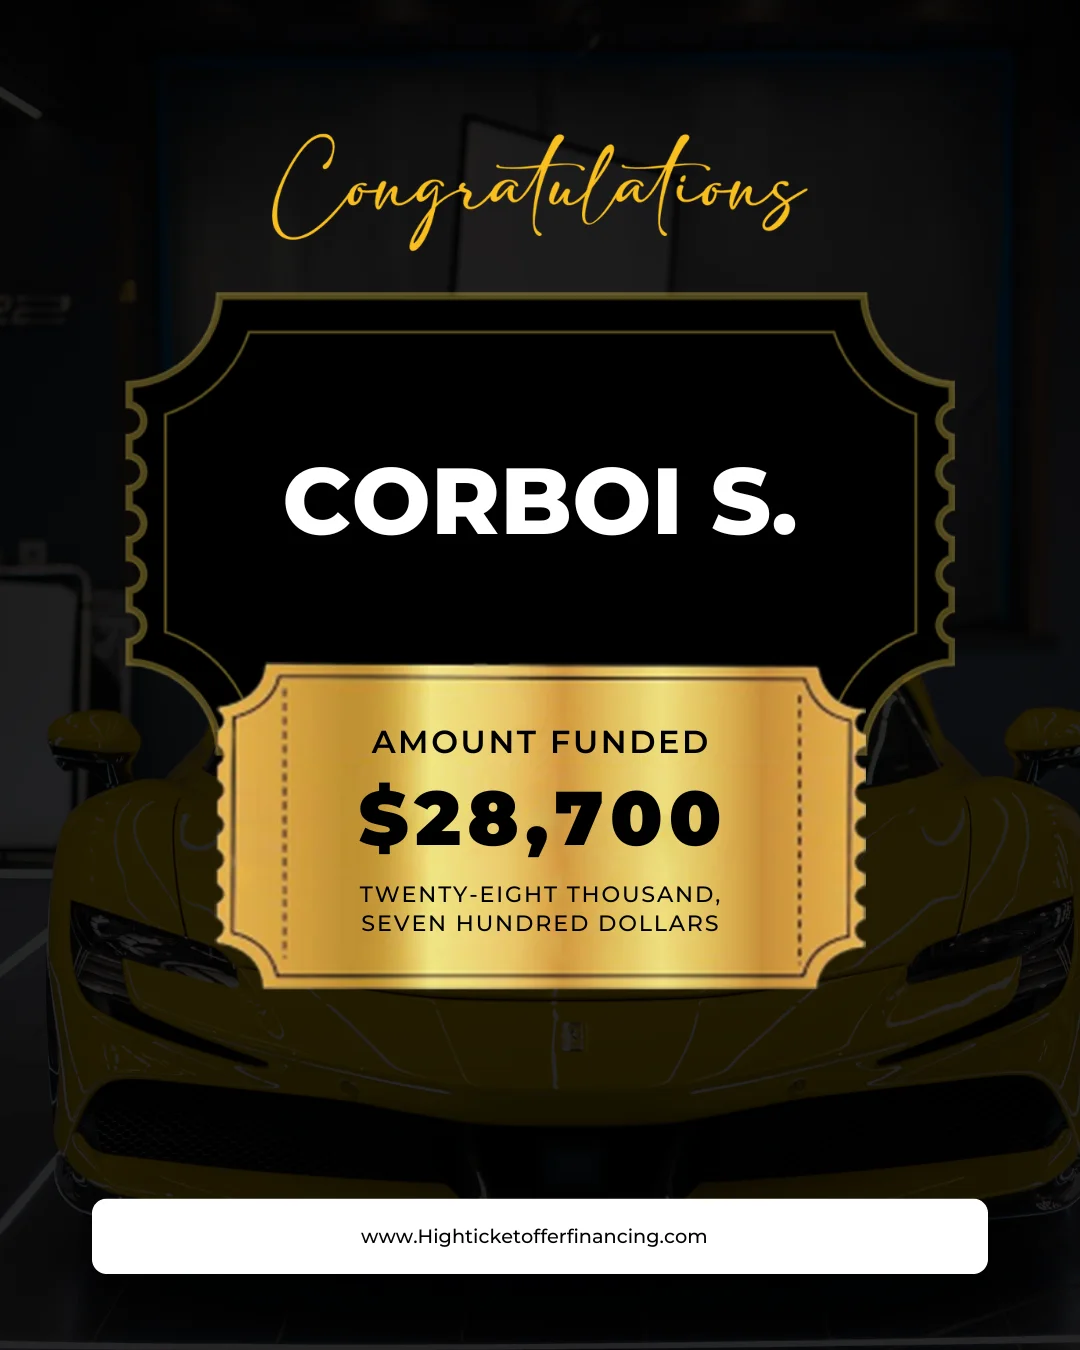 Congratulations
CORBOI S.
AMOUNT FUNDED
$28,700
TWENTY-EIGHT THOUSAND,
SEVEN HUNDRED DOLLARS
www.Highticketofferfinancing.com